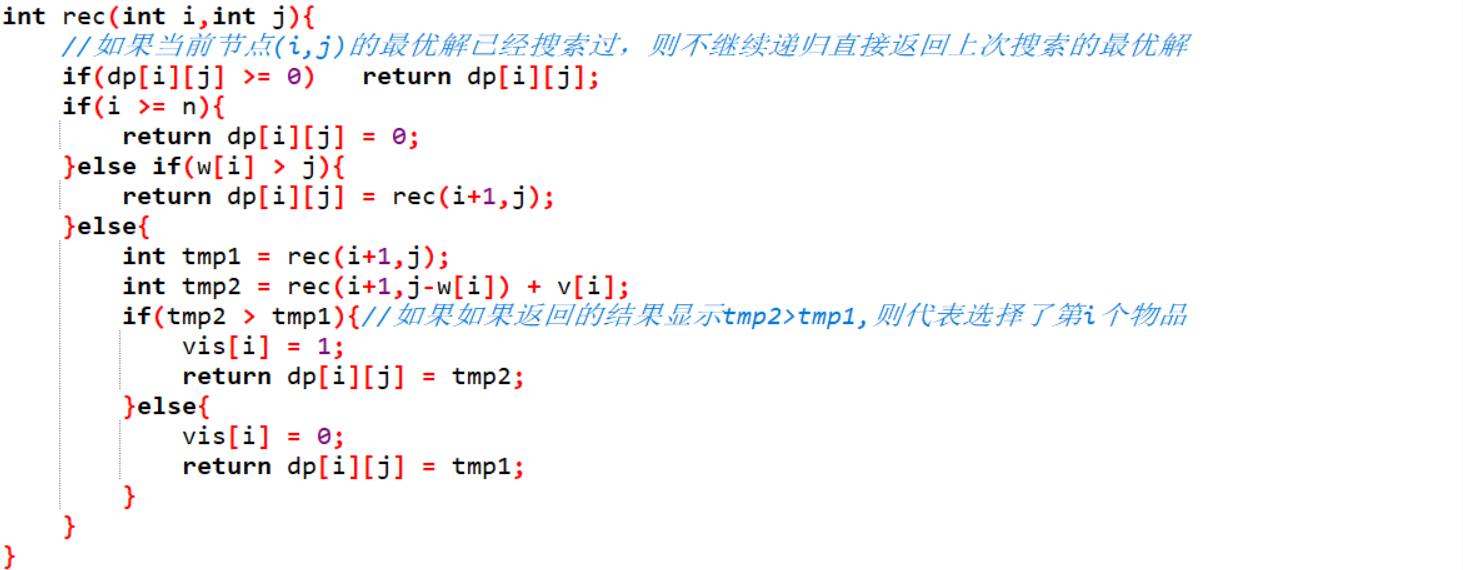 int rec(int i,int j){
    //如果当前节点(i,j)的最优解已经搜索过，则不继续递归直接返回上次搜索的最优解
    if(dp[i][j] >= 0)   return dp[i][j];
    if(i >= n){
        return dp[i][j] = 0;
    }else if(w[i] > j){
        return dp[i][j] = rec(i+1,j);
    }else{
        int tmp1 = rec(i+1,j);
        int tmp2 = rec(i+1,j-w[i]) + v[i];
        if(tmp2 > tmp1){//如果如果返回的结果显示tmp2>tmp1,则代表选择了第i个物品
            vis[i] = 1;
            return dp[i][j] = tmp2;
        }else{
            vis[i] = 0;
            return dp[i][j] = tmp1;
        }
    }
}